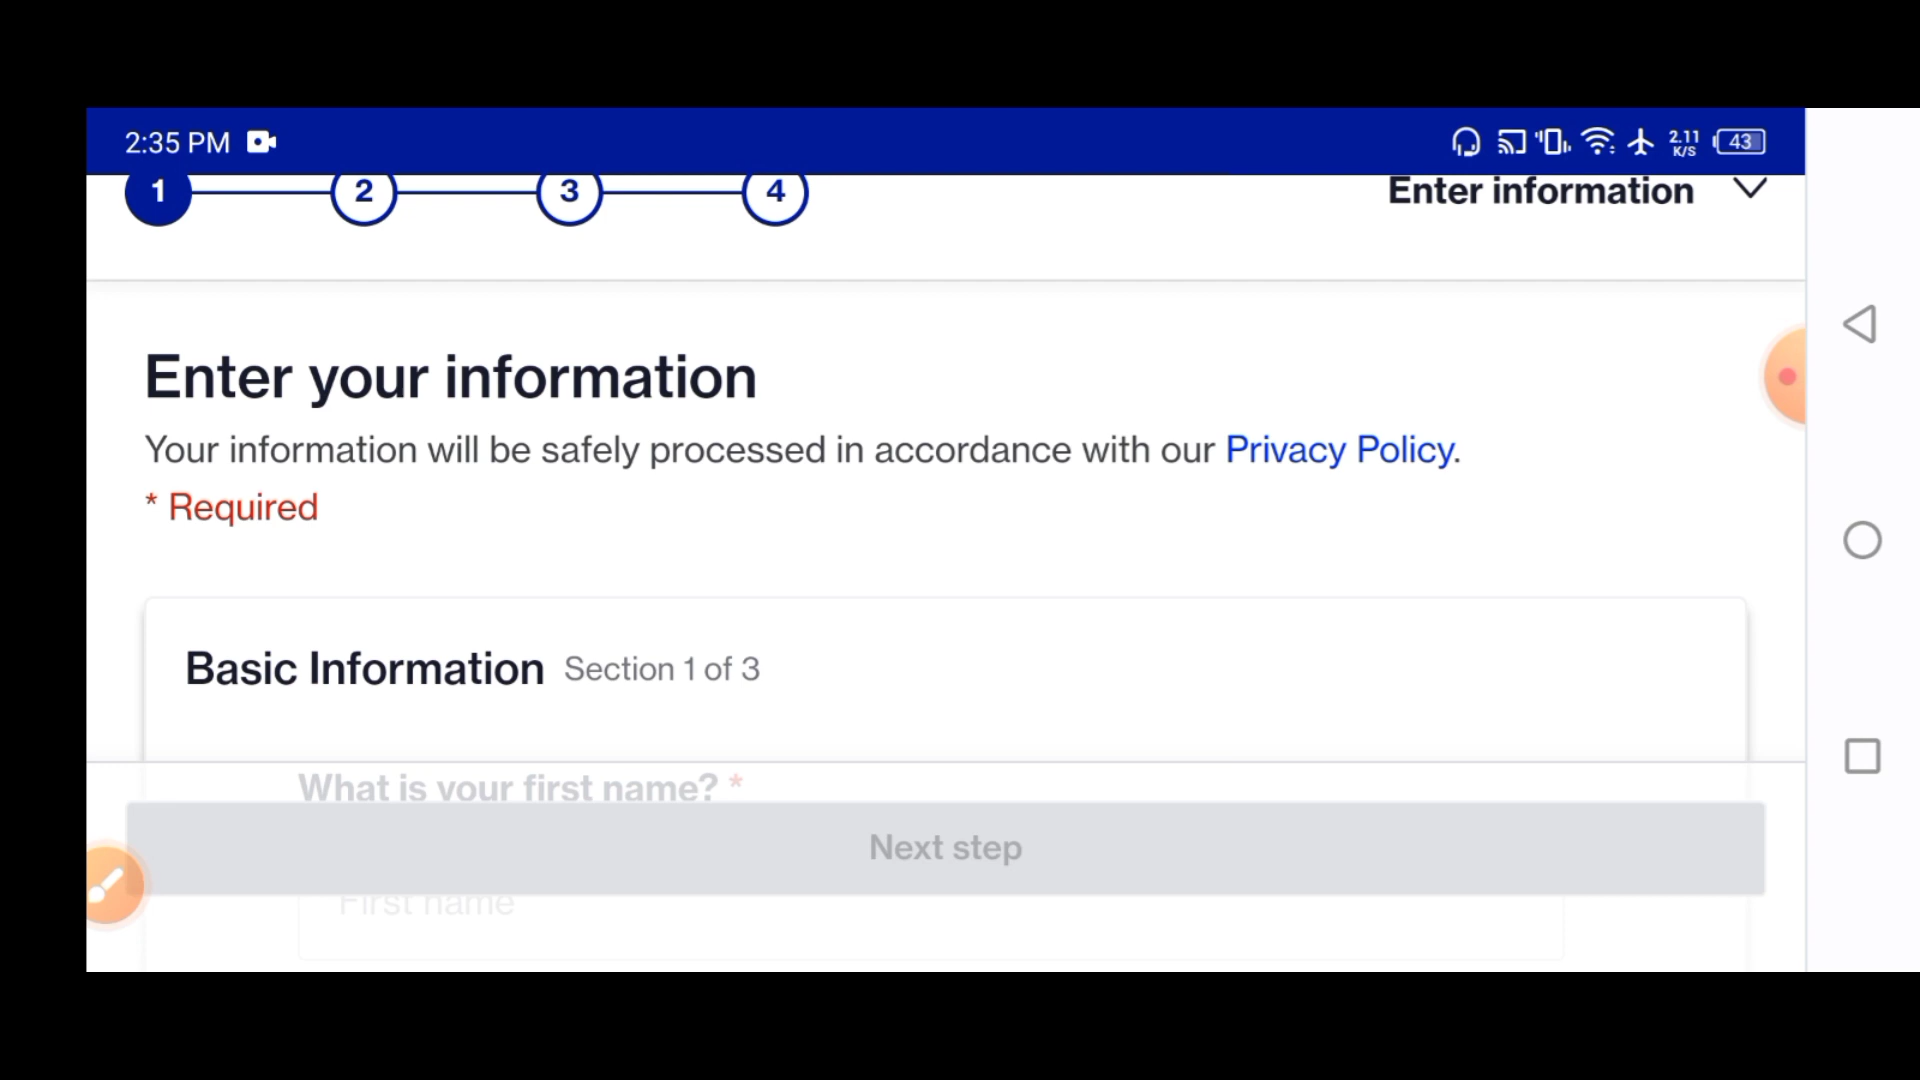 2:35 PM
2.11 K/S
43
1 2 3 4
Enter information
Enter your information
Your information will be safely processed in accordance with our Privacy Policy.
* Required
Basic Information Section 1 of 3
What is your first name? *
Next step
First name